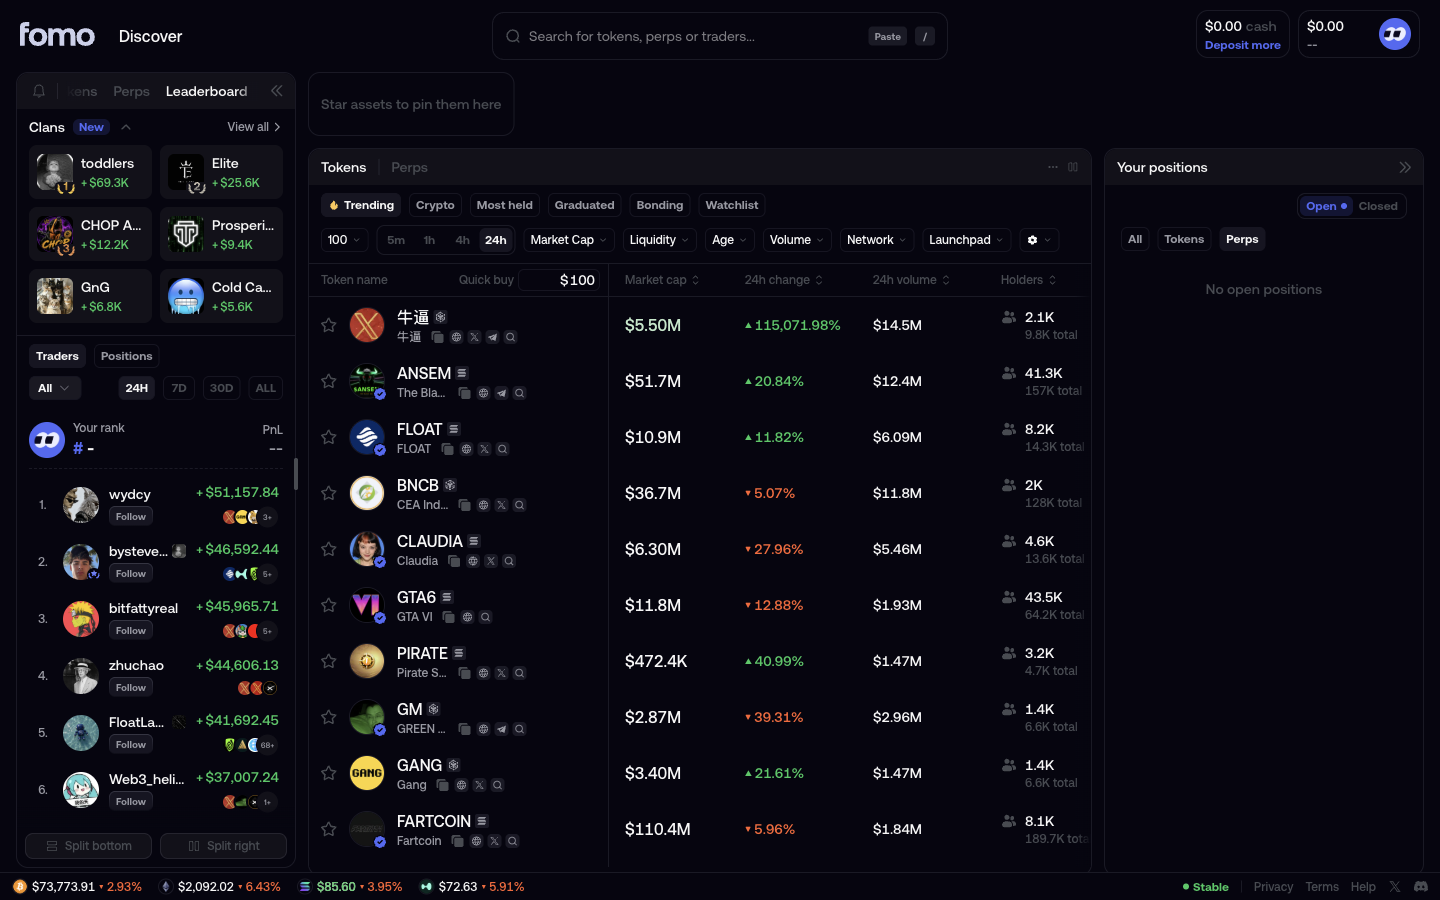 fomo
Discover
Search for tokens, perps or traders...
Paste
/
$0.00 cash
Deposit more
$0.00
--
kens
Perps
Leaderboard
Clans
New
View all
toddlers
+$69.3K
1
Elite
+$25.6K
2
CHOP A...
+$12.2K
3
Prosperi...
+$9.4K
GnG
+$6.8K
Cold Ca...
+$5.6K
Traders
Positions
All
24H
7D
30D
ALL
Your rank
# -
PnL
--
1.
wydcy
+$51,157.84
Follow
3+
2.
bysteve...
+$46,592.44
Follow
5+
3.
bitfattyreal
+$45,965.71
Follow
5+
4.
zhuchao
+$44,606.13
Follow
5.
FloatLa...
+$41,692.45
Follow
68+
6.
Web3_heli...
+$37,007.24
Follow
1+
Split bottom
Split right
Star assets to pin them here
Tokens
Perps
Trending
Crypto
Most held
Graduated
Bonding
Watchlist
100
5m
1h
4h
24h
Market Cap
Liquidity
Age
Volume
Network
Launchpad
Token name
Quick buy
$100
Market cap
24h change
24h volume
Holders
牛逼
牛逼
$5.50M
115,071.98%
$14.5M
2.1K
9.8K total
ANSEM
The Bla...
$51.7M
20.84%
$12.4M
41.3K
157K total
FLOAT
FLOAT
$10.9M
11.82%
$6.09M
8.2K
14.3K total
BNCB
CEA Ind...
$36.7M
5.07%
$11.8M
2K
128K total
CLAUDIA
Claudia
$6.30M
27.96%
$5.46M
4.6K
13.6K total
VI
GTA6
GTA VI
$11.8M
12.88%
$1.93M
43.5K
64.2K total
PIRATE
Pirate S...
$472.4K
40.99%
$1.47M
3.2K
4.7K total
GM
GREEN ...
$2.87M
39.31%
$2.96M
1.4K
6.6K total
GANG
GANG
Gang
$3.40M
21.61%
$1.47M
1.4K
6.6K total
FARTCOIN
Fartcoin
$110.4M
5.96%
$1.84M
8.1K
189.7K tota
Your positions
Open
Closed
All
Tokens
Perps
No open positions
$73,773.91
2.93%
$2,092.02
6.43%
$85.60
3.95%
$72.63
5.91%
Stable
Privacy
Terms
Help